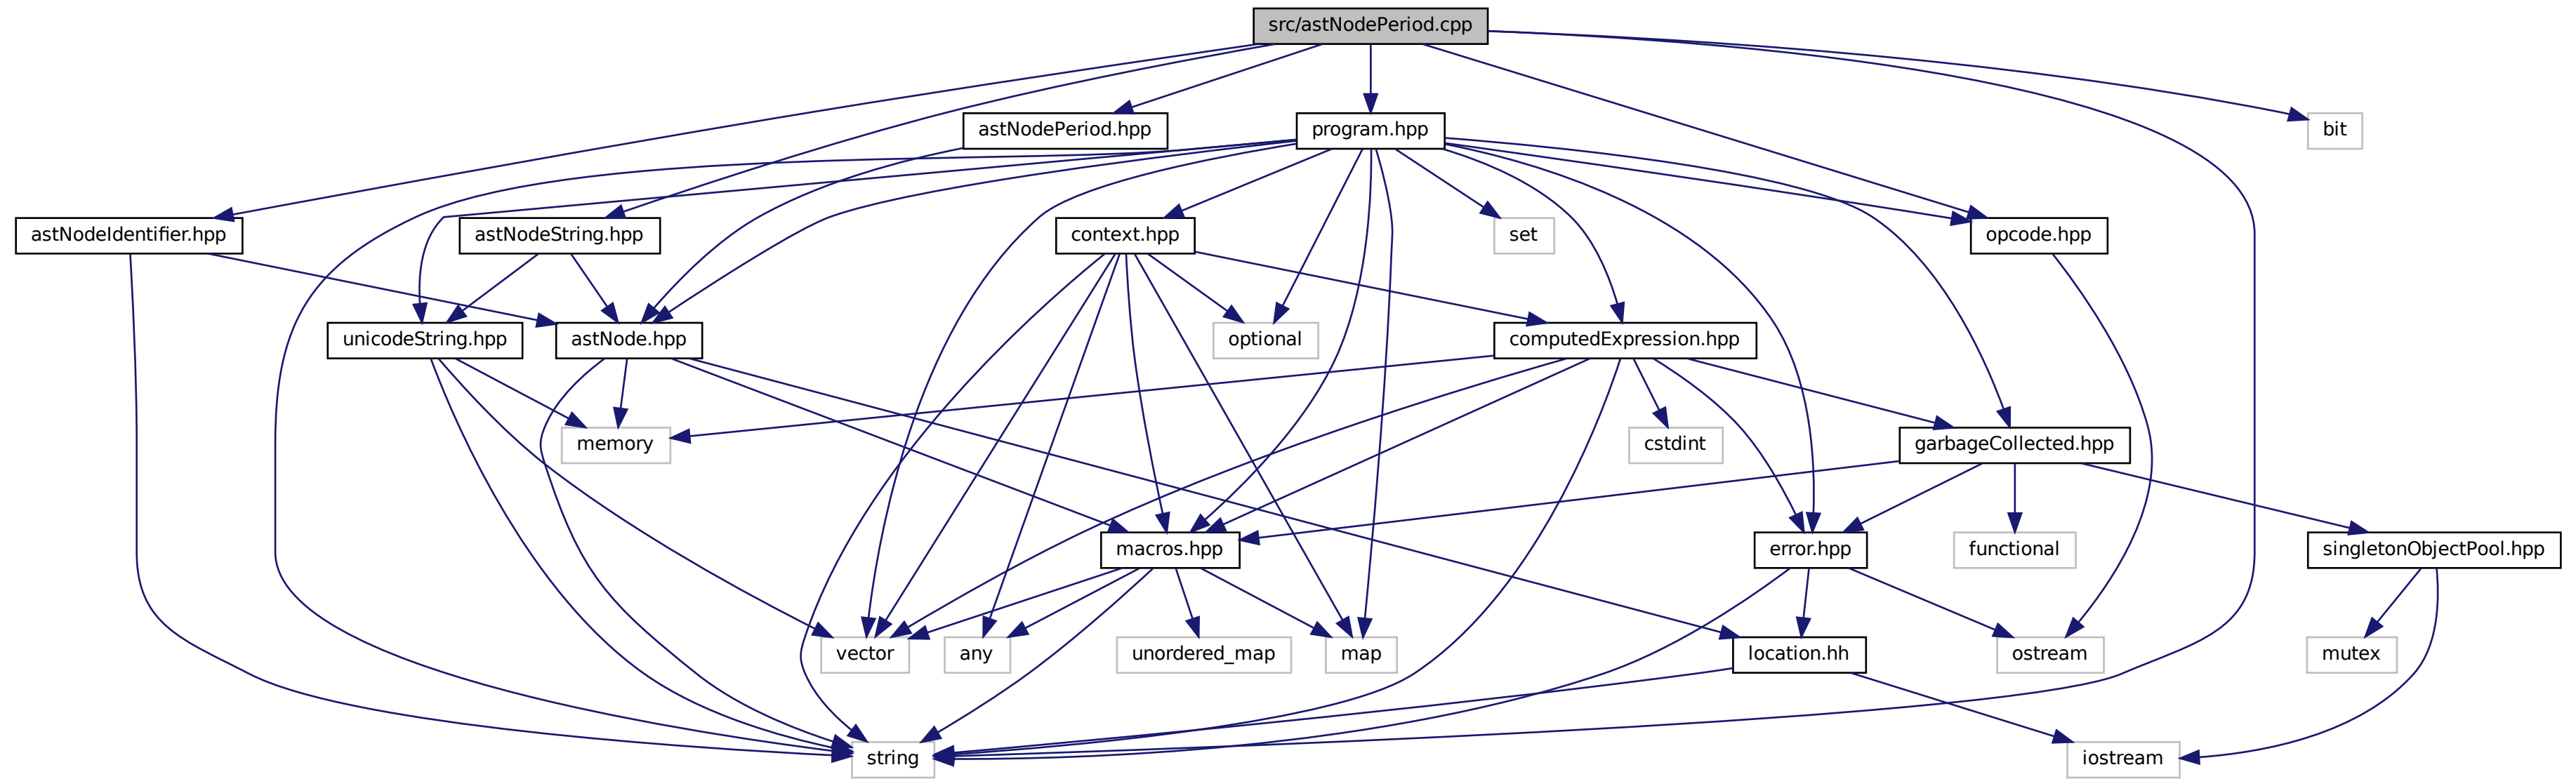 src/astNodePeriod.cpp
astNodePeriod.hpp
program.hpp
bit
astNodeIdentifier.hpp
astNodeString.hpp
context.hpp
set
opcode.hpp
unicodeString.hpp
astNode.hpp
optional
computedExpression.hpp
memory
cstdint
garbageCollected.hpp
macros.hpp
error.hpp
functional
singletonObjectPool.hpp
vector
any
unordered_map
map
location.hh
ostream
mutex
string
iostream